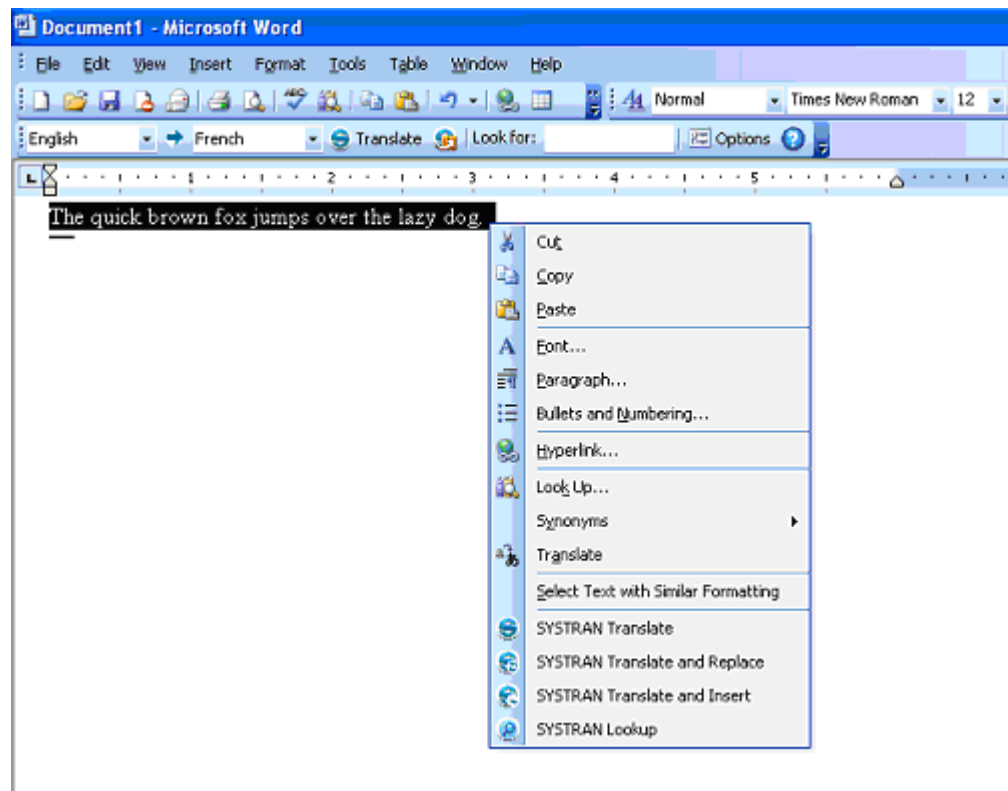 Document1 - Microsoft Word
File Edit View Insert Format Tools Table Window Help
Normal Times New Roman 12
English French Translate Look for: Options
1 2 3 4 5
The quick brown fox jumps over the lazy dog.
Cut
Copy
Paste
Font...
Paragraph...
Bullets and Numbering...
Hyperlink...
Look Up...
Synonyms
Translate
Select Text with Similar Formatting
SYSTRAN Translate
SYSTRAN Translate and Replace
SYSTRAN Translate and Insert
SYSTRAN Lookup